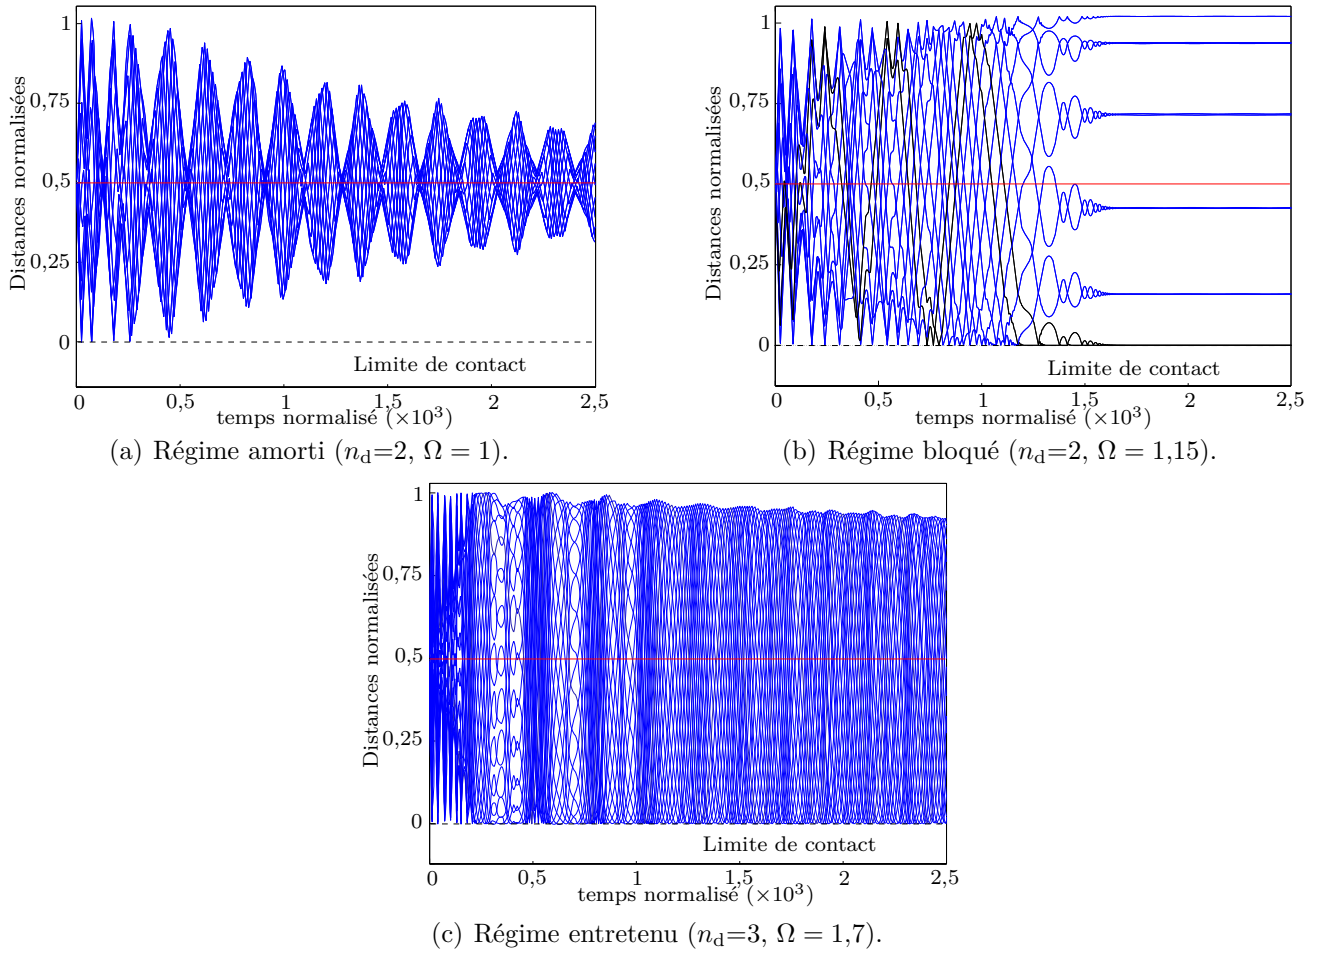 Distances normalisées
1
0,75
0,5
0,25
0
Limite de contact
0 0,5 1 1,5 2 2,5
temps normalisé (×10³)
(a) Régime amorti (nd=2, Ω = 1).
Distances normalisées
1
0,75
0,5
0,25
0
Limite de contact
0 0,5 1 1,5 2 2,5
temps normalisé (×10³)
(b) Régime bloqué (nd=2, Ω = 1,15).
Distances normalisées
1
0,75
0,5
0,25
0
Limite de contact
0 0,5 1 1,5 2 2,5
temps normalisé (×10³)
(c) Régime entretenu (nd=3, Ω = 1,7).